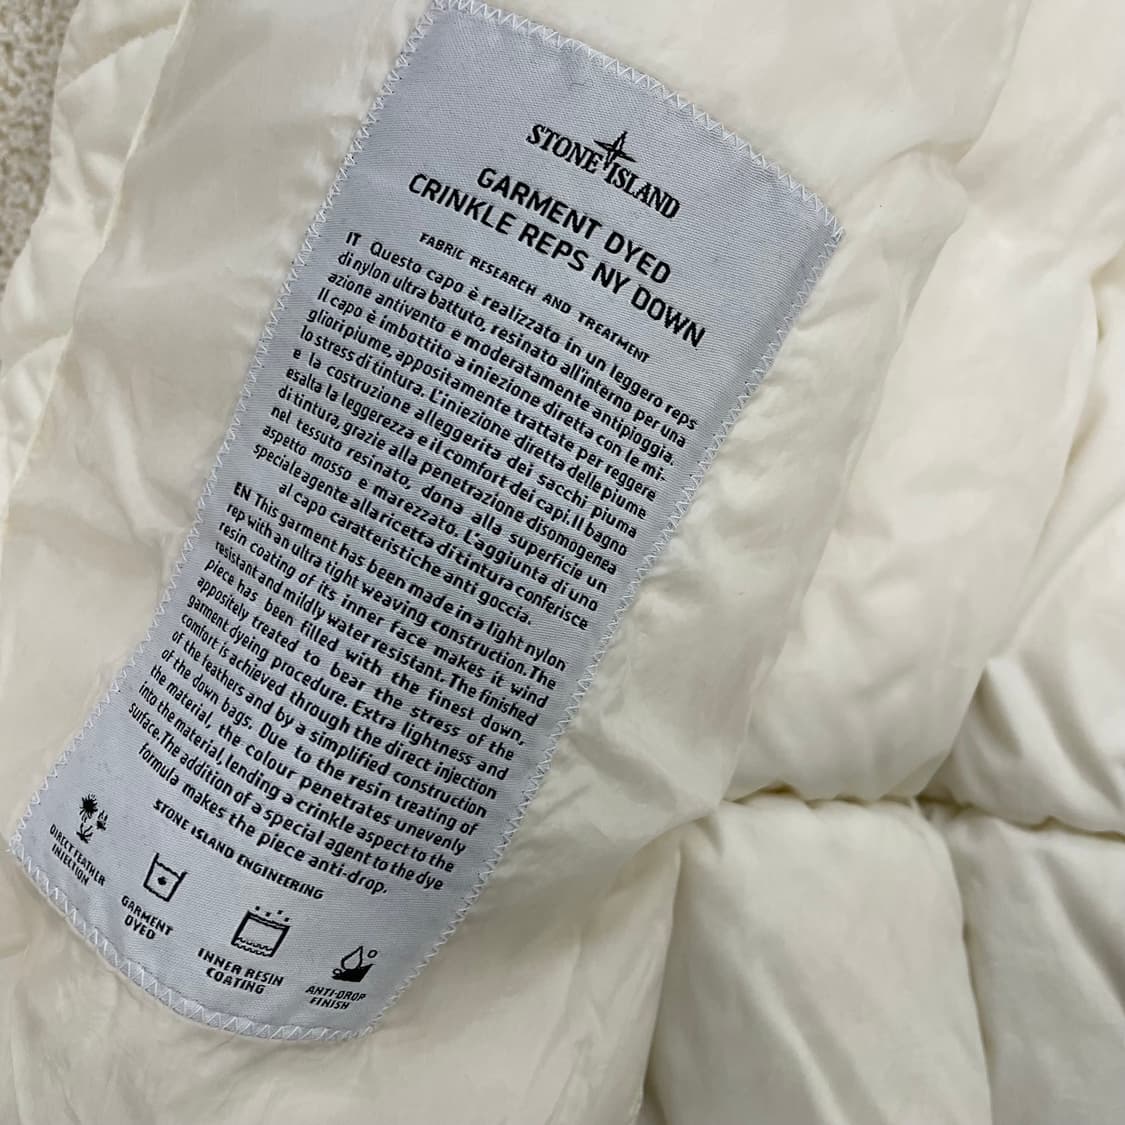 STONE ISLAND
GARMENT DYED
CRINKLE REPS NY DOWN
FABRIC RESEARCH AND TREATMENT
IT Questo capo è realizzato in un leggero reps
di nylon ultra battuto, resinato all'interno per una
azione antivento e moderatamente antipioggia.
Il capo è imbottito a iniezione diretta con le mi-
gliori piume, appositamente trattate per reggere
lo stress di tintura. L'iniezione diretta delle piume
e la costruzione alleggerita dei sacchi piuma
esalta la leggerezza e il comfort dei capi. Il bagno
di tintura, grazie alla penetrazione disomogenea
nel tessuto resinato, dona alla superficie un
aspetto mosso e marezzato. L'aggiunta di uno
speciale agente alla ricetta di tintura conferisce
al capo caratteristiche anti goccia.
EN This garment has been made in a light nylon
rep with an ultra tight weaving construction. The
resin coating of its inner face makes it wind
resistant and mildly water resistant. The finished
piece has been filled with the finest down,
appositely treated to bear the stress of the
garment dyeing procedure. Extra lightness and
comfort is achieved through the direct injection
of the feathers and by a simplified construction
of the down bags. Due to the resin treating of
the material, the colour penetrates unevenly
into the material, lending a crinkle aspect to the
surface. The addition of a special agent to the dye
formula makes the piece anti-drop.
STONE ISLAND ENGINEERING
DIRECT FEATHER
INJECTION
GARMENT
DYED
INNER RESIN
COATING
ANTI-DROP
FINISH